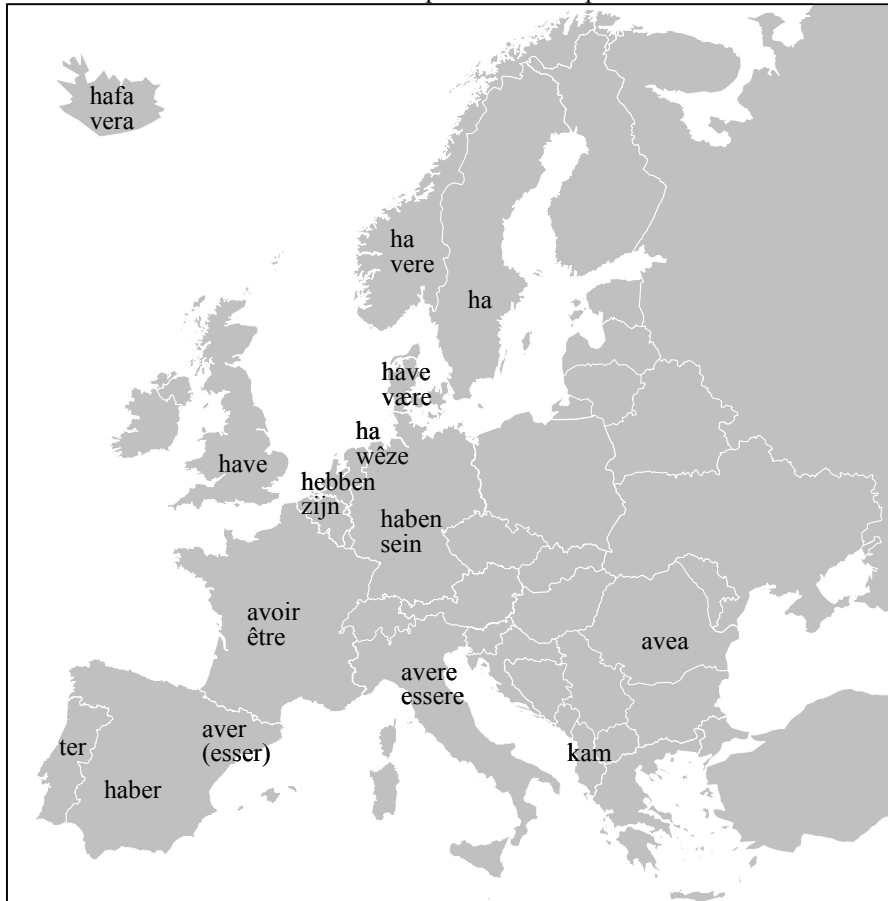 hafa
vera
ha
vere
ha
have
være
ha
wêze
have
hebben
zijn
haben
sein
avoir
être
avea
avere
essere
aver
(esser)
ter
kam
haber